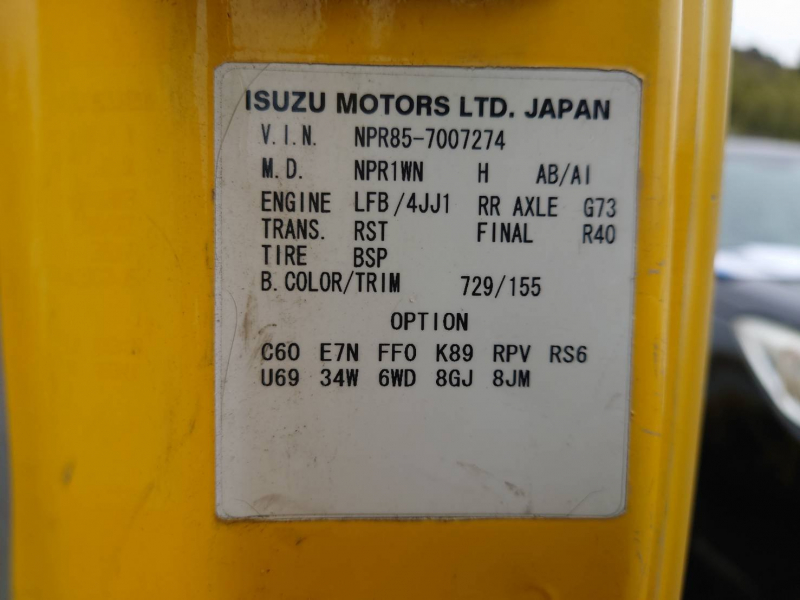 ISUZU MOTORS LTD. JAPAN
V.I.N. NPR85-7007274
M.D. NPR1WN H AB/AI
ENGINE LFB/4JJ1 RR AXLE G73
TRANS. RST FINAL R40
TIRE BSP
B.COLOR/TRIM 729/155
OPTION
C60 E7N FF0 K89 RPV RS6
U69 34W 6WD 8GJ 8JM